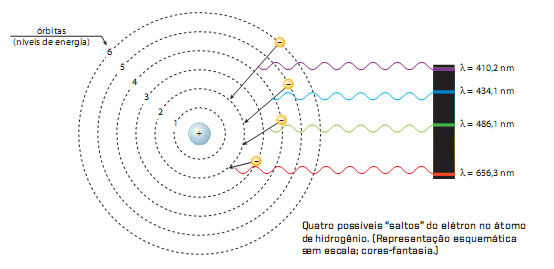 órbitas
(níveis de energia)
6
5
4
3
2
1
+
−
−
−
−
λ = 410,2 nm
λ = 434,1 nm
λ = 486,1 nm
λ = 656,3 nm
Quatro possíveis “saltos” do elétron no átomo
de hidrogênio. (Representação esquemática
sem escala; cores-fantasia.)